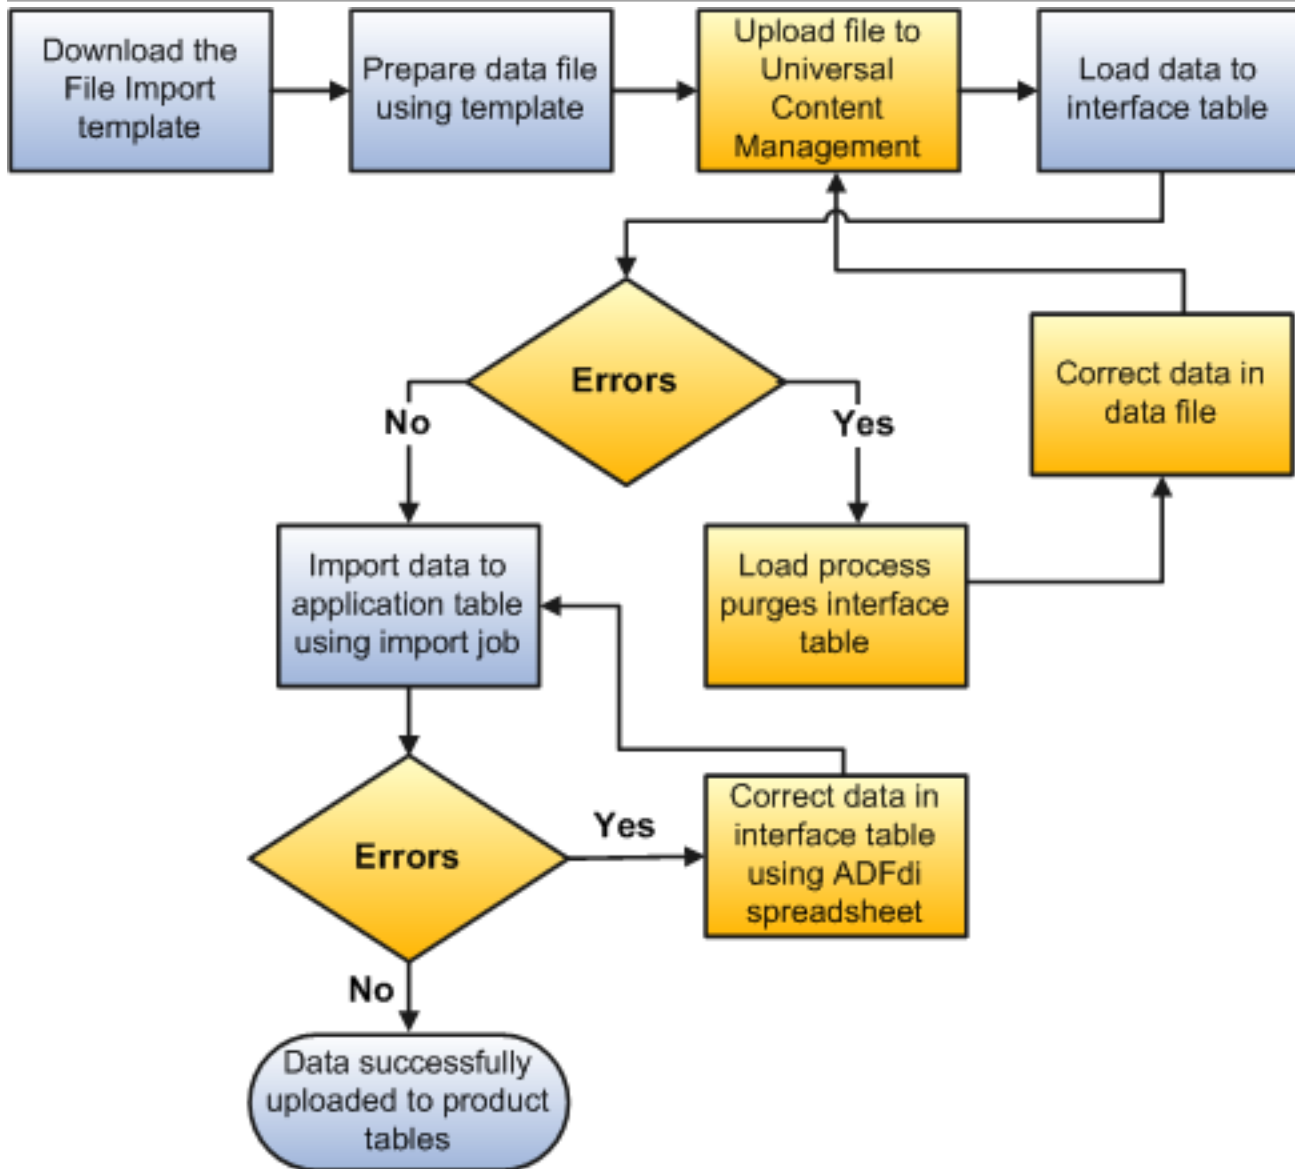 Download the
File Import
template
Prepare data file
using template
Upload file to
Universal
Content
Management
Load data to
interface table
Errors
No
Yes
Correct data in
data file
Import data to
application table
using import job
Load process
purges interface
table
Errors
Yes
Correct data in
interface table
using ADFdi
spreadsheet
No
Data successfully
uploaded to product
tables